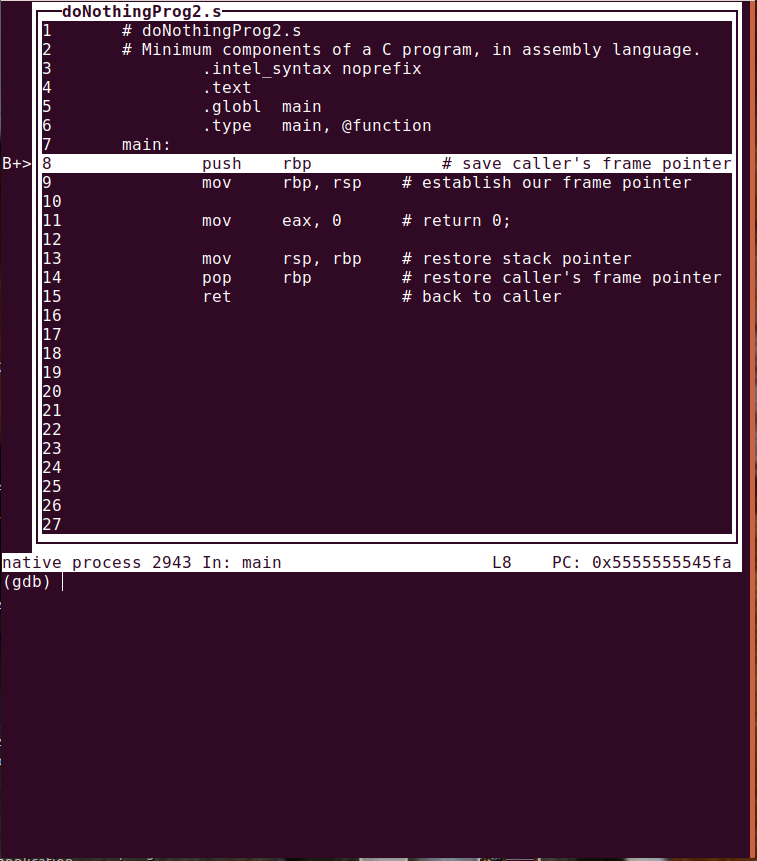 doNothingProg2.s
1 # doNothingProg2.s
2 # Minimum components of a C program, in assembly language.
3 .intel_syntax noprefix
4 .text
5 .globl main
6 .type main, @function
7 main:
B+> 8 push rbp # save caller's frame pointer
9 mov rbp, rsp # establish our frame pointer
10
11 mov eax, 0 # return 0;
12
13 mov rsp, rbp # restore stack pointer
14 pop rbp # restore caller's frame pointer
15 ret # back to caller
16
17
18
19
20
21
22
23
24
25
26
27
native process 2943 In: main L8 PC: 0x5555555545fa
(gdb)